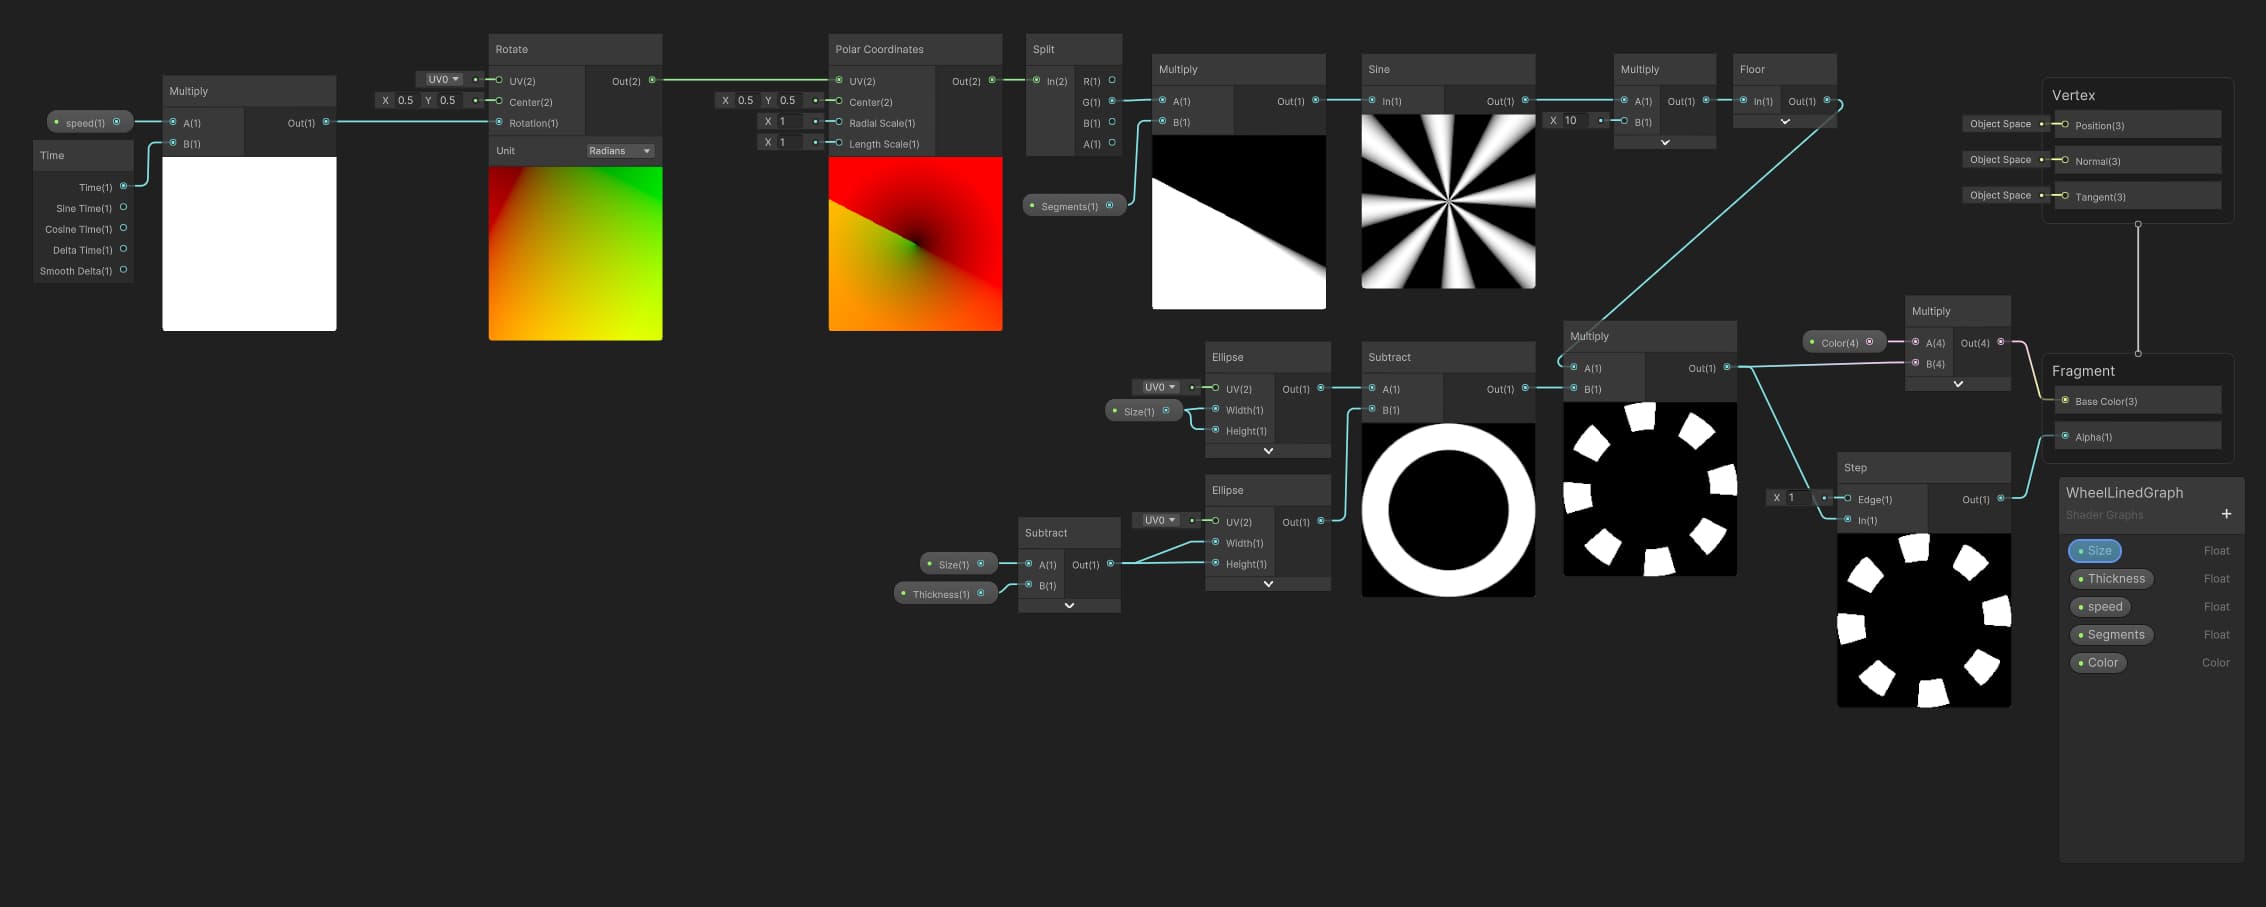 speed(1)
Time
Time(1)
Sine Time(1)
Cosine Time(1)
Delta Time(1)
Smooth Delta(1)
Multiply
A(1)
B(1)
Out(1)
Rotate
UV0
X 0.5 Y 0.5
UV(2)
Center(2)
Rotation(1)
Out(2)
Unit
Radians
Polar Coordinates
X 0.5 Y 0.5
X 1
X 1
UV(2)
Center(2)
Radial Scale(1)
Length Scale(1)
Out(2)
Split
In(2)
R(1)
G(1)
B(1)
A(1)
Segments(1)
Multiply
A(1)
B(1)
Out(1)
Sine
In(1)
Out(1)
X 10
Multiply
A(1)
B(1)
Out(1)
Floor
In(1)
Out(1)
Ellipse
UV0
Size(1)
UV(2)
Width(1)
Height(1)
Out(1)
Size(1)
Thickness(1)
Subtract
A(1)
B(1)
Out(1)
Ellipse
UV0
UV(2)
Width(1)
Height(1)
Out(1)
Subtract
A(1)
B(1)
Out(1)
Multiply
A(1)
B(1)
Out(1)
Color(4)
Multiply
A(4)
B(4)
Out(4)
Step
X 1
Edge(1)
In(1)
Out(1)
Vertex
Object Space
Position(3)
Object Space
Normal(3)
Object Space
Tangent(3)
Fragment
Base Color(3)
Alpha(1)
WheelLinedGraph
Shader Graphs
+
Size Float
Thickness Float
speed Float
Segments Float
Color Color